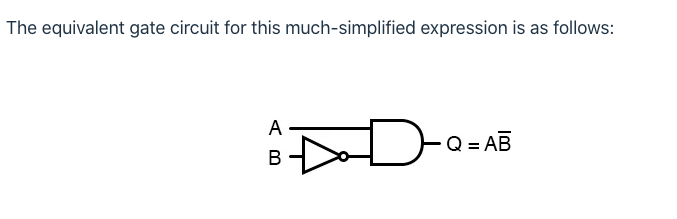 The equivalent gate circuit for this much-simplified expression is as follows:
A
B
Q = AB̅